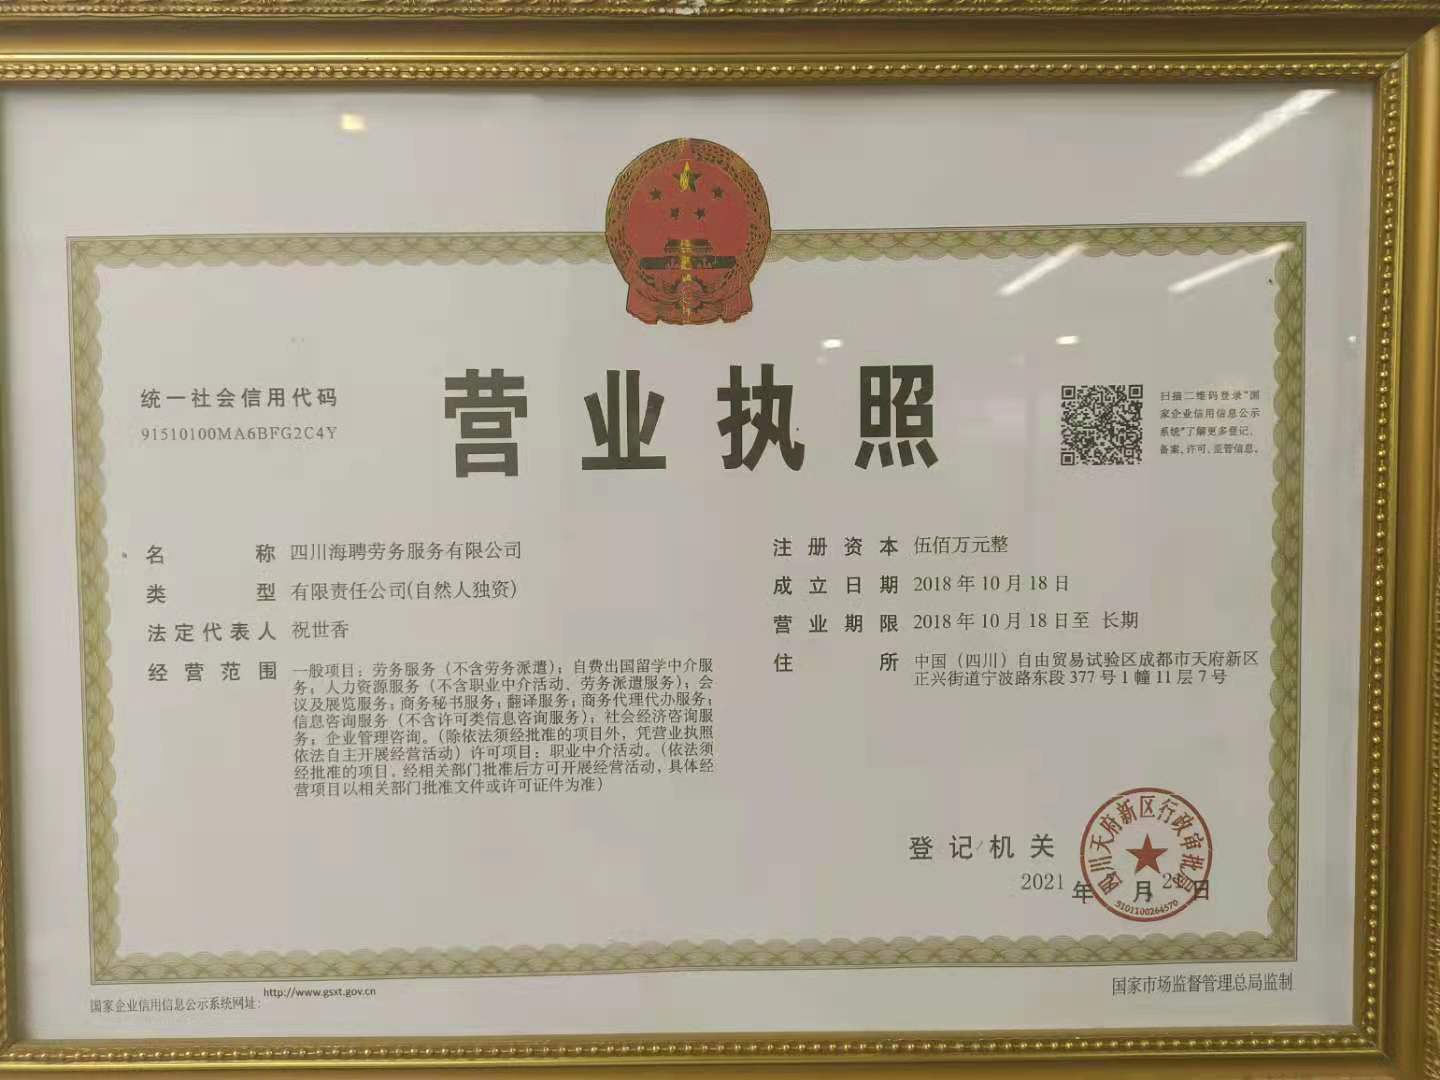 营业执照
统一社会信用代码
91510100MA6BFG2C4Y
扫描二维码登录“国
家企业信用信息公示
系统”了解更多登记、
备案、许可、监管信息。
名 称 四川海聘劳务服务有限公司
类 型 有限责任公司(自然人独资)
法定代表人 祝世香
经营范围 一般项目：劳务服务（不含劳务派遣）；自费出国留学中介服
务；人力资源服务（不含职业中介活动、劳务派遣服务）；会
议及展览服务；商务秘书服务；翻译服务；商务代理代办服务；
信息咨询服务（不含许可类信息咨询服务）；社会经济咨询服
务；企业管理咨询。（除依法须经批准的项目外，凭营业执照
依法自主开展经营活动）许可项目：职业中介活动。（依法须
经批准的项目，经相关部门批准后方可开展经营活动，具体经
营项目以相关部门批准文件或许可证件为准）
注册资本 伍佰万元整
成立日期 2018年10月18日
营业期限 2018年10月18日至 长期
住 所 中国（四川）自由贸易试验区成都市天府新区
正兴街道宁波路东段377号1幢11层7号
登记机关
四川天府新区行政审批局
5101100264570
2021 年 月 日
国家企业信用信息公示系统网址：http://www.gsxt.gov.cn
国家市场监督管理总局监制